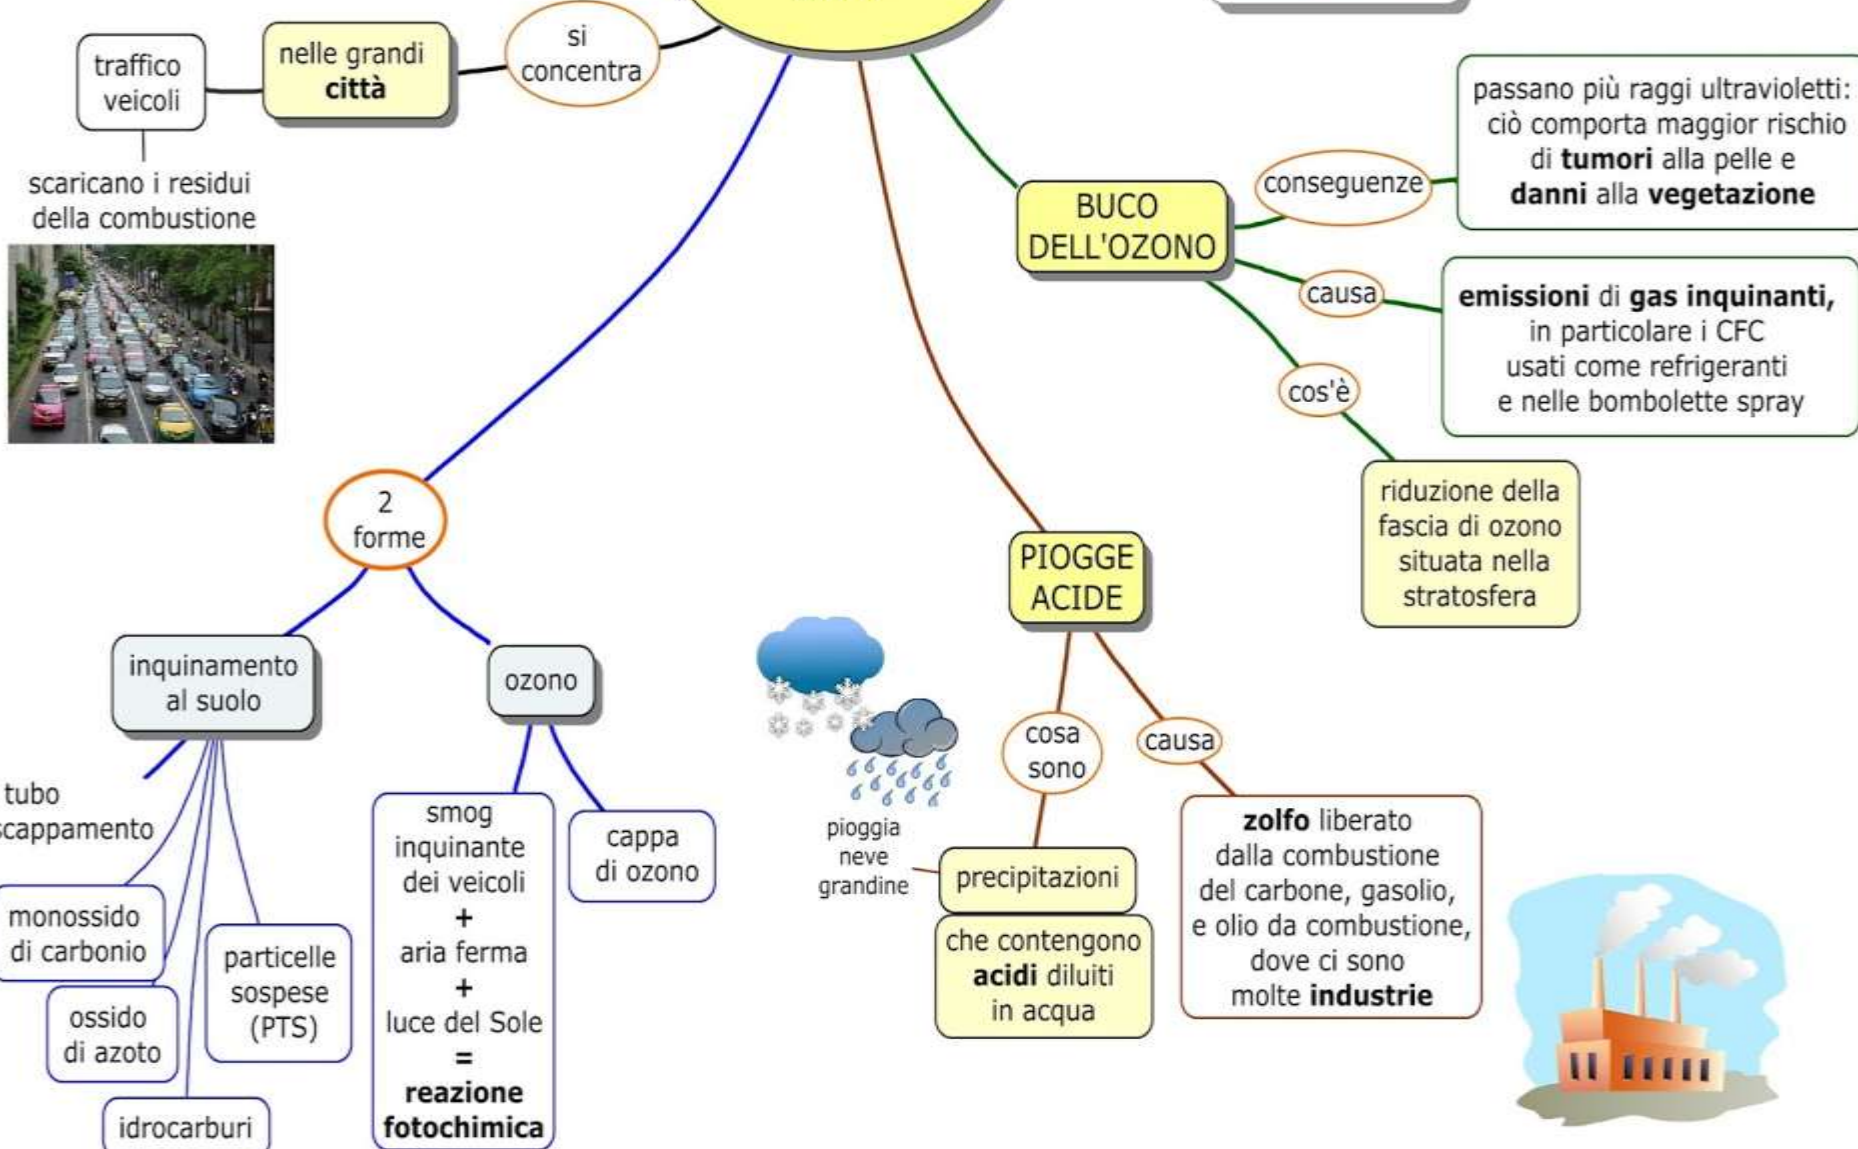 si
concentra
nelle grandi
città
traffico
veicoli
scaricano i residui
della combustione
BUCO
DELL'OZONO
conseguenze
passano più raggi ultravioletti:
ciò comporta maggior rischio
di tumori alla pelle e
danni alla vegetazione
causa
emissioni di gas inquinanti,
in particolare i CFC
usati come refrigeranti
e nelle bombolette spray
cos'è
riduzione della
fascia di ozono
situata nella
stratosfera
2
forme
inquinamento
al suolo
tubo
scappamento
monossido
di carbonio
ossido
di azoto
idrocarburi
particelle
sospese
(PTS)
ozono
smog
inquinante
dei veicoli
+
aria ferma
+
luce del Sole
=
reazione
fotochimica
cappa
di ozono
PIOGGE
ACIDE
cosa
sono
pioggia
neve
grandine
precipitazioni
che contengono
acidi diluiti
in acqua
causa
zolfo liberato
dalla combustione
del carbone, gasolio,
e olio da combustione,
dove ci sono
molte industrie